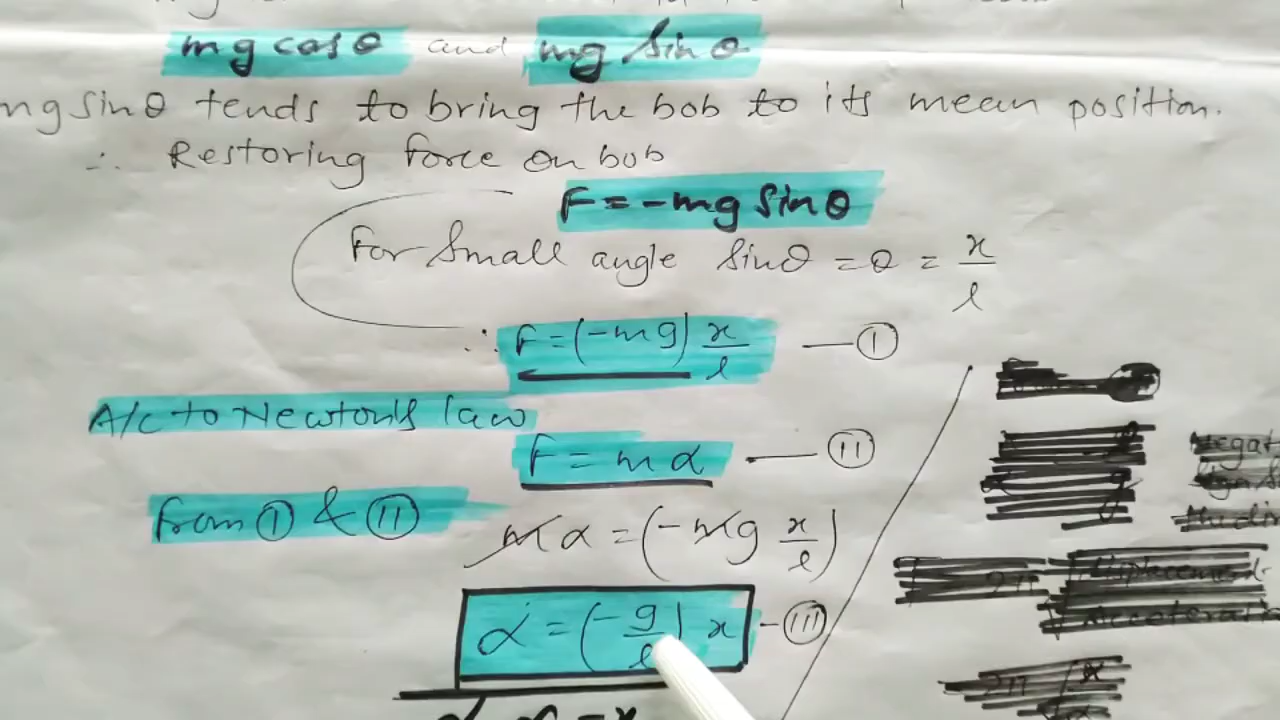 mg cosθ and mg Sinθ
mg sinθ tends to bring the bob to its mean position.
∴ Restoring force on bob
F = -mg Sinθ
For Small angle Sinθ = θ = x/l
∴ F = (-mg) x/l — (I)
A/c to Newton's law
F = mα — (II)
from (I) & (II)
mα = (-mg x/l)
α = (-g/l) x - (III)